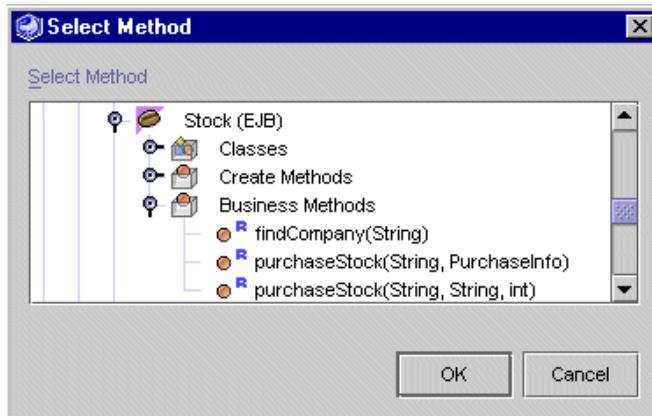 Select Method
Select Method
Stock (EJB)
Classes
Create Methods
Business Methods
R findCompany(String)
R purchaseStock(String, PurchaseInfo)
R purchaseStock(String, String, int)
OK Cancel